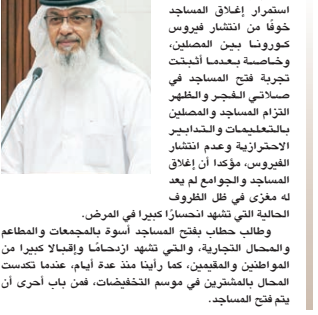 استمرار إغلاق المساجد
خوفًا من انتشار فيروس
كورونا بين المصلين،
وخاصة بعدما أثبتت
تجربة فتح المساجد في
صلاتي الفجر والظهر
التزام المساجد والمصلين
بالتعليمات والتدابير
الاحترازية وعدم انتشار
الفيروس، مؤكدا أن إغلاق
المساجد والجوامع لم يعد
له مغزى في ظل الظروف
الحالية التي تشهد انحسارًا كبيرا في المرض.
وطالب حطاب بفتح المساجد أسوة بالمجمعات والمطاعم
والمحال التجارية، والتي تشهد ازدحامًا وإقبالا كبيرا من
المواطنين والمقيمين، كما رأينا منذ عدة أيام، عندما تكدست
المحال بالمشترين في موسم التخفيضات، فمن باب أحرى أن
يتم فتح المساجد.